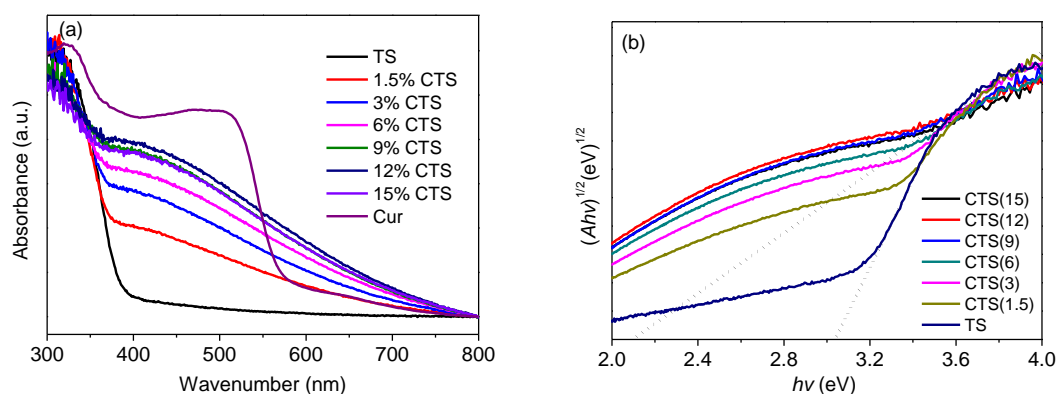 (a)
TS
1.5% CTS
3% CTS
6% CTS
9% CTS
12% CTS
15% CTS
Cur
Absorbance (a.u.)
300 400 500 600 700 800
Wavenumber (nm)
(b)
CTS(15)
CTS(12)
CTS(9)
CTS(6)
CTS(3)
CTS(1.5)
TS
(Ahv)1/2(eV)1/2
2.0 2.4 2.8 3.2 3.6 4.0
hv (eV)